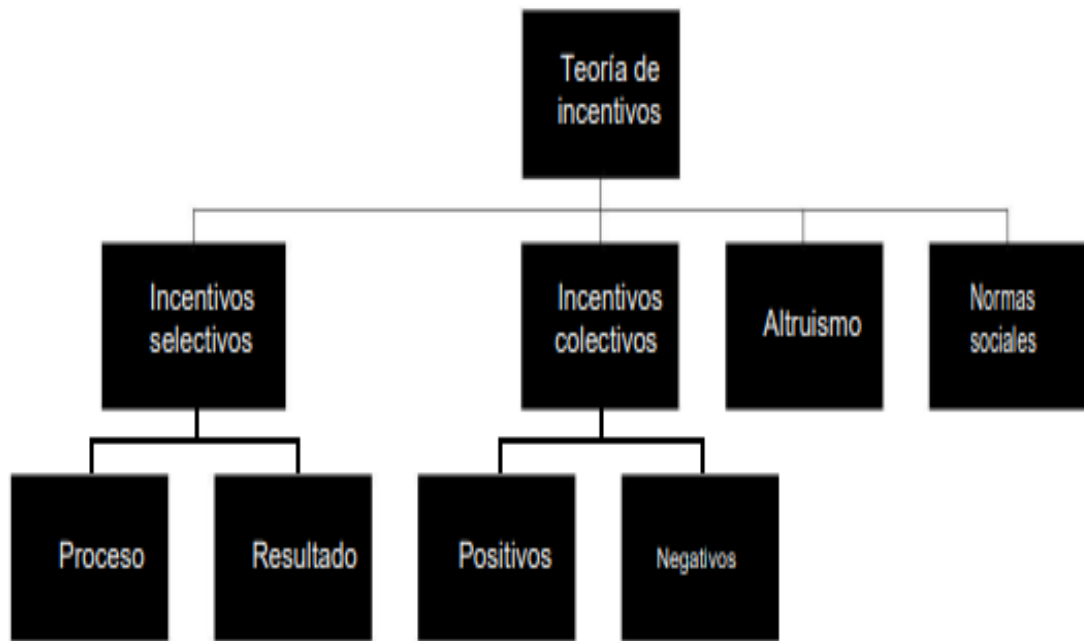 Teoría de
incentivos
Incentivos
selectivos
Incentivos
colectivos
Altruismo
Normas
sociales
Proceso
Resultado
Positivos
Negativos